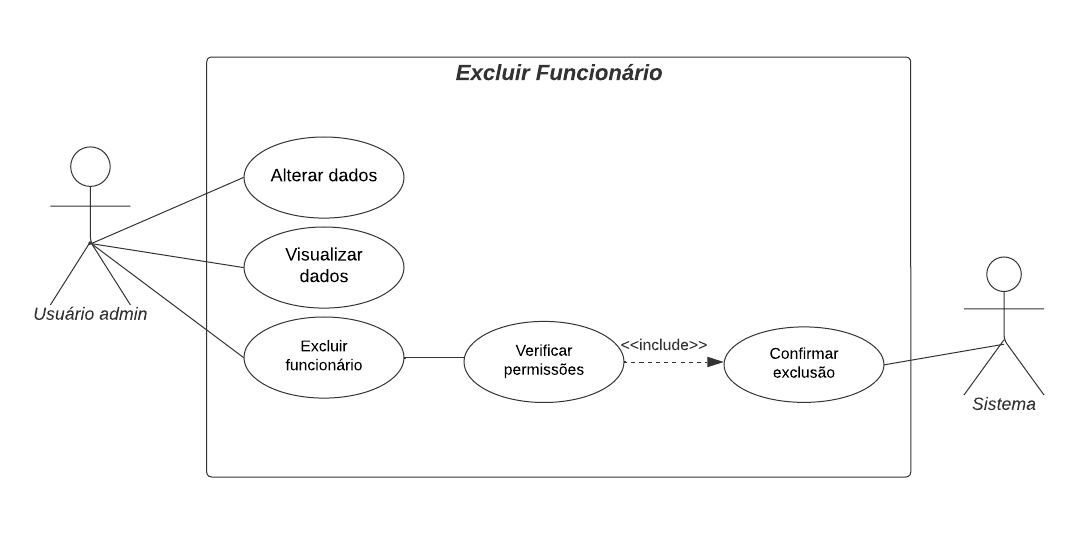 Excluir Funcionário
Alterar dados
Visualizar
dados
Usuário admin
Excluir
funcionário
Verificar
permissões
<<include>>
Confirmar
exclusão
Sistema